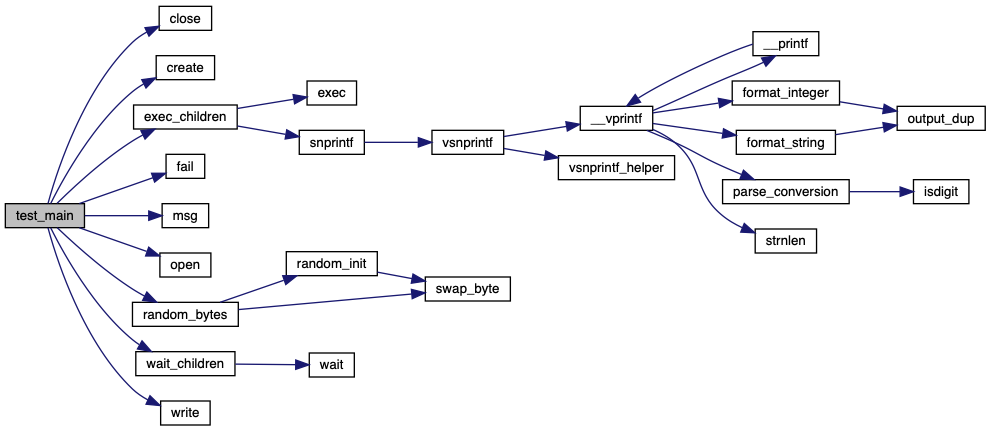 close
create
exec_children
exec
snprintf
vsnprintf
__vprintf
__printf
format_integer
output_dup
format_string
vsnprintf_helper
parse_conversion
isdigit
strnlen
fail
test_main
msg
open
random_init
swap_byte
random_bytes
wait_children
wait
write